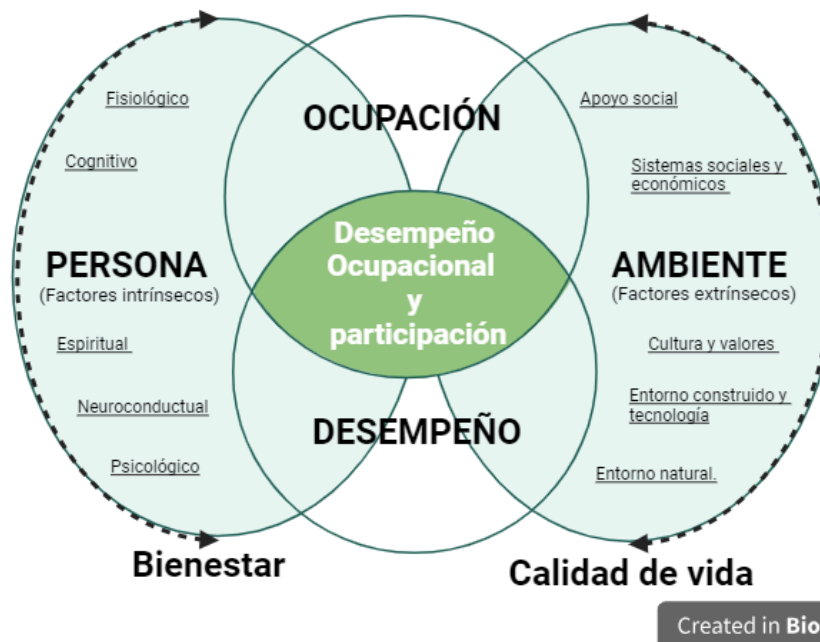 Fisiológico
Apoyo social
OCUPACIÓN
Cognitivo
Sistemas sociales y
económicos
Desempeño
Ocupacional
y
participación
PERSONA
(Factores intrínsecos)
AMBIENTE
(Factores extrínsecos)
Espiritual
Cultura y valores
Neuroconductual
Entorno construido y
tecnología
DESEMPEÑO
Psicológico
Entorno natural.
Bienestar
Calidad de vida
Created in Bio